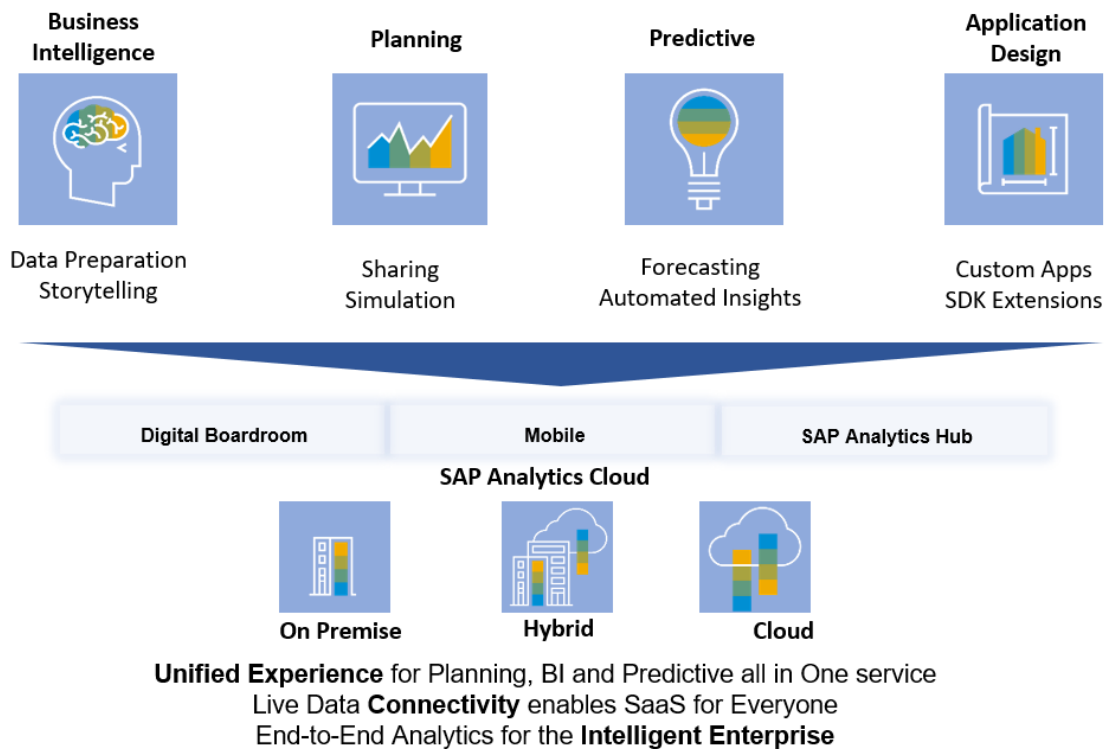 Business
Intelligence
Planning
Predictive
Application
Design
Data Preparation
Storytelling
Sharing
Simulation
Forecasting
Automated Insights
Custom Apps
SDK Extensions
Digital Boardroom
Mobile
SAP Analytics Hub
SAP Analytics Cloud
On Premise
Hybrid
Cloud
Unified Experience for Planning, BI and Predictive all in One service
Live Data Connectivity enables SaaS for Everyone
End-to-End Analytics for the Intelligent Enterprise